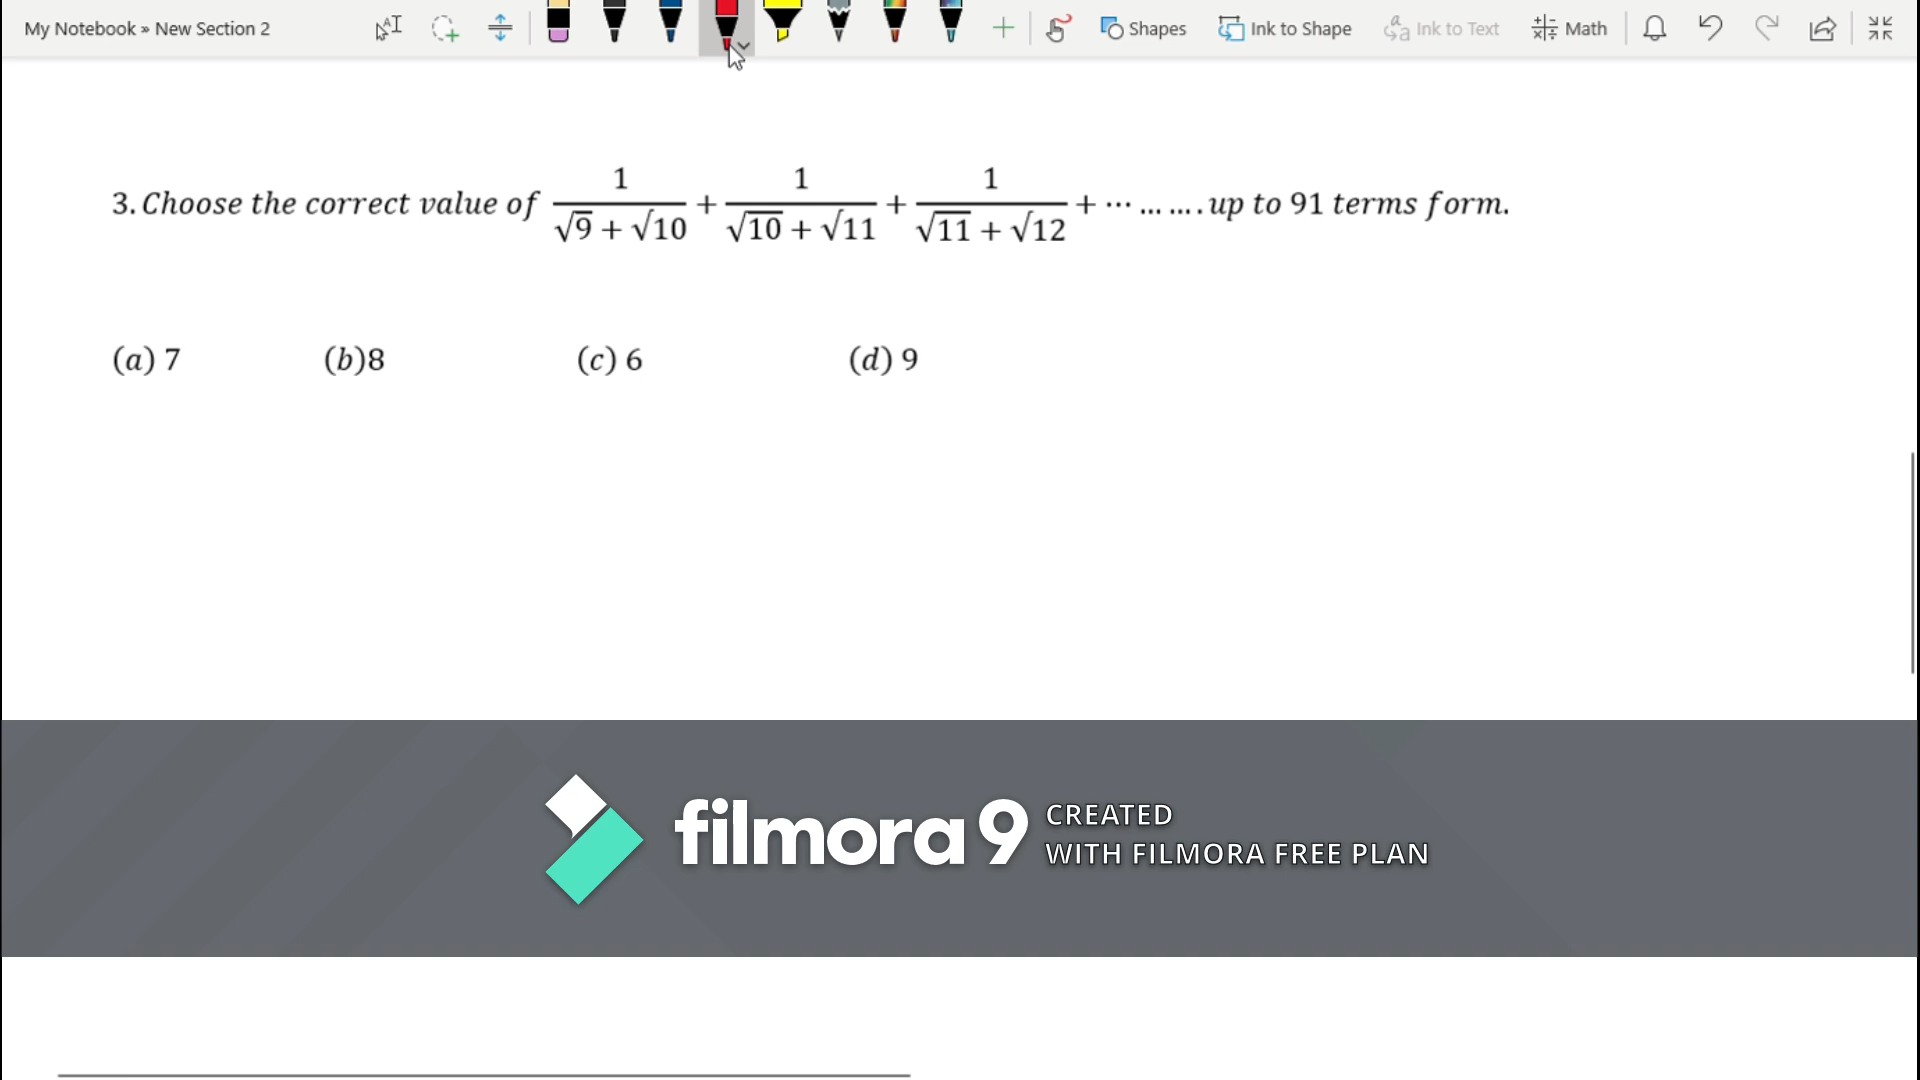 My Notebook » New Section 2
Shapes
Ink to Shape
Ink to Text
Math
3. Choose the correct value of 1/(√9 + √10) + 1/(√10 + √11) + 1/(√11 + √12) + ⋯ … …. up to 91 terms form.
(a) 7 (b)8 (c) 6 (d) 9
filmora 9
CREATED
WITH FILMORA FREE PLAN